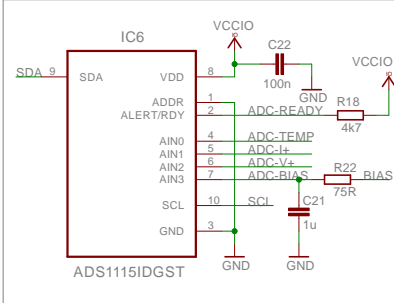 IC6
VCCIO
C22
100n
GND
VCCIO
SDA 9 SDA
VDD 8
ADDR 1
ALERT/RDY 2 ADC-READY
R18
4k7
AIN0 4 ADC-TEMP
AIN1 5 ADC-I+
AIN2 6 ADC-V+
AIN3 7 ADC-BIAS
R22
75R
BIAS
SCL 10 SCL
C21
1u
GND 3
GND
GND
ADS1115IDGST